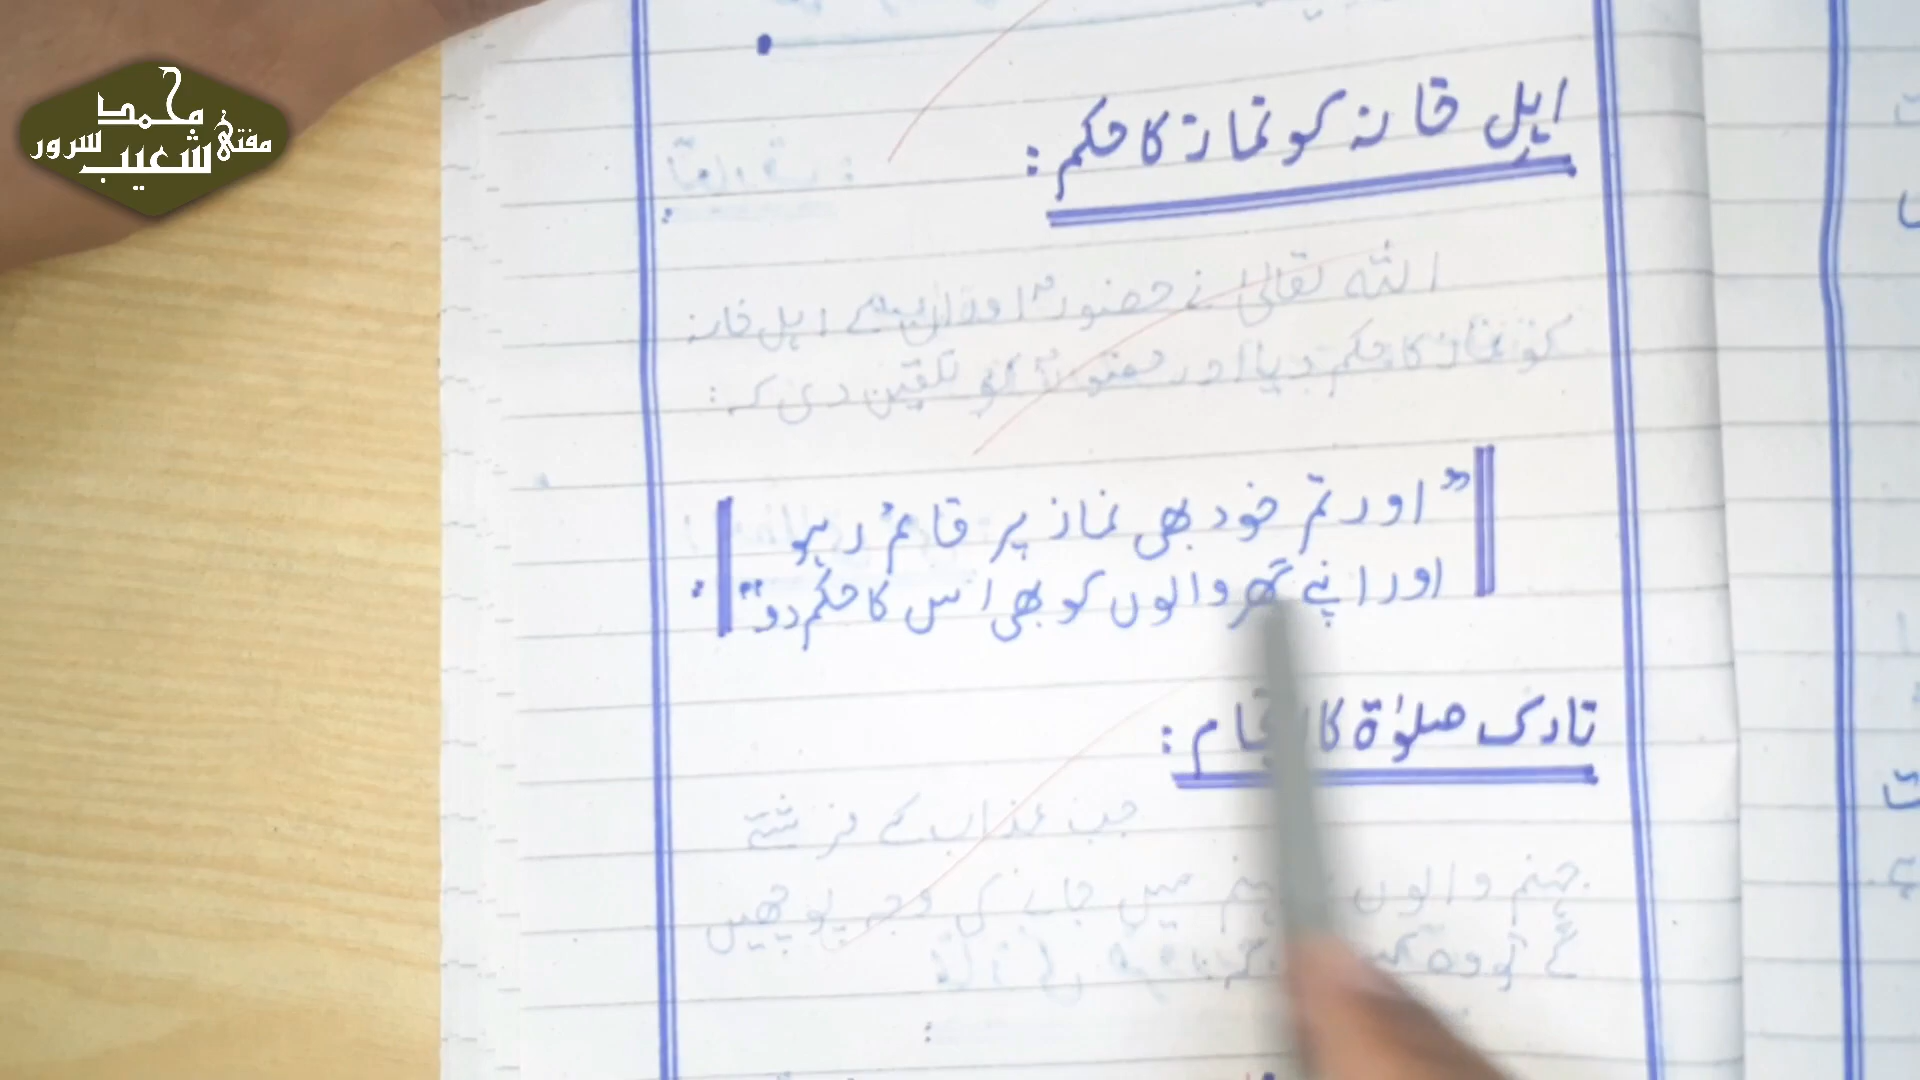 محمد
مفتی شعیب سرور
اہلِ خانہ کو نماز کا حکم:
اللہ تعالیٰ نے حضورؐ اور ان کے اہل خانہ
کو نماز کا حکم دیا اور حضورؐ کو تلقین دی کہ:
"اور تم خود بھی نماز پر قائم رہو
اور اپنے گھر والوں کو بھی اس کا حکم دو"
تارک صلوٰۃ کا انجام:
جب عذاب کے فرشتے
جہنم والوں جہنم میں جانے کی وجہ پوچھیں
گے تو وہ